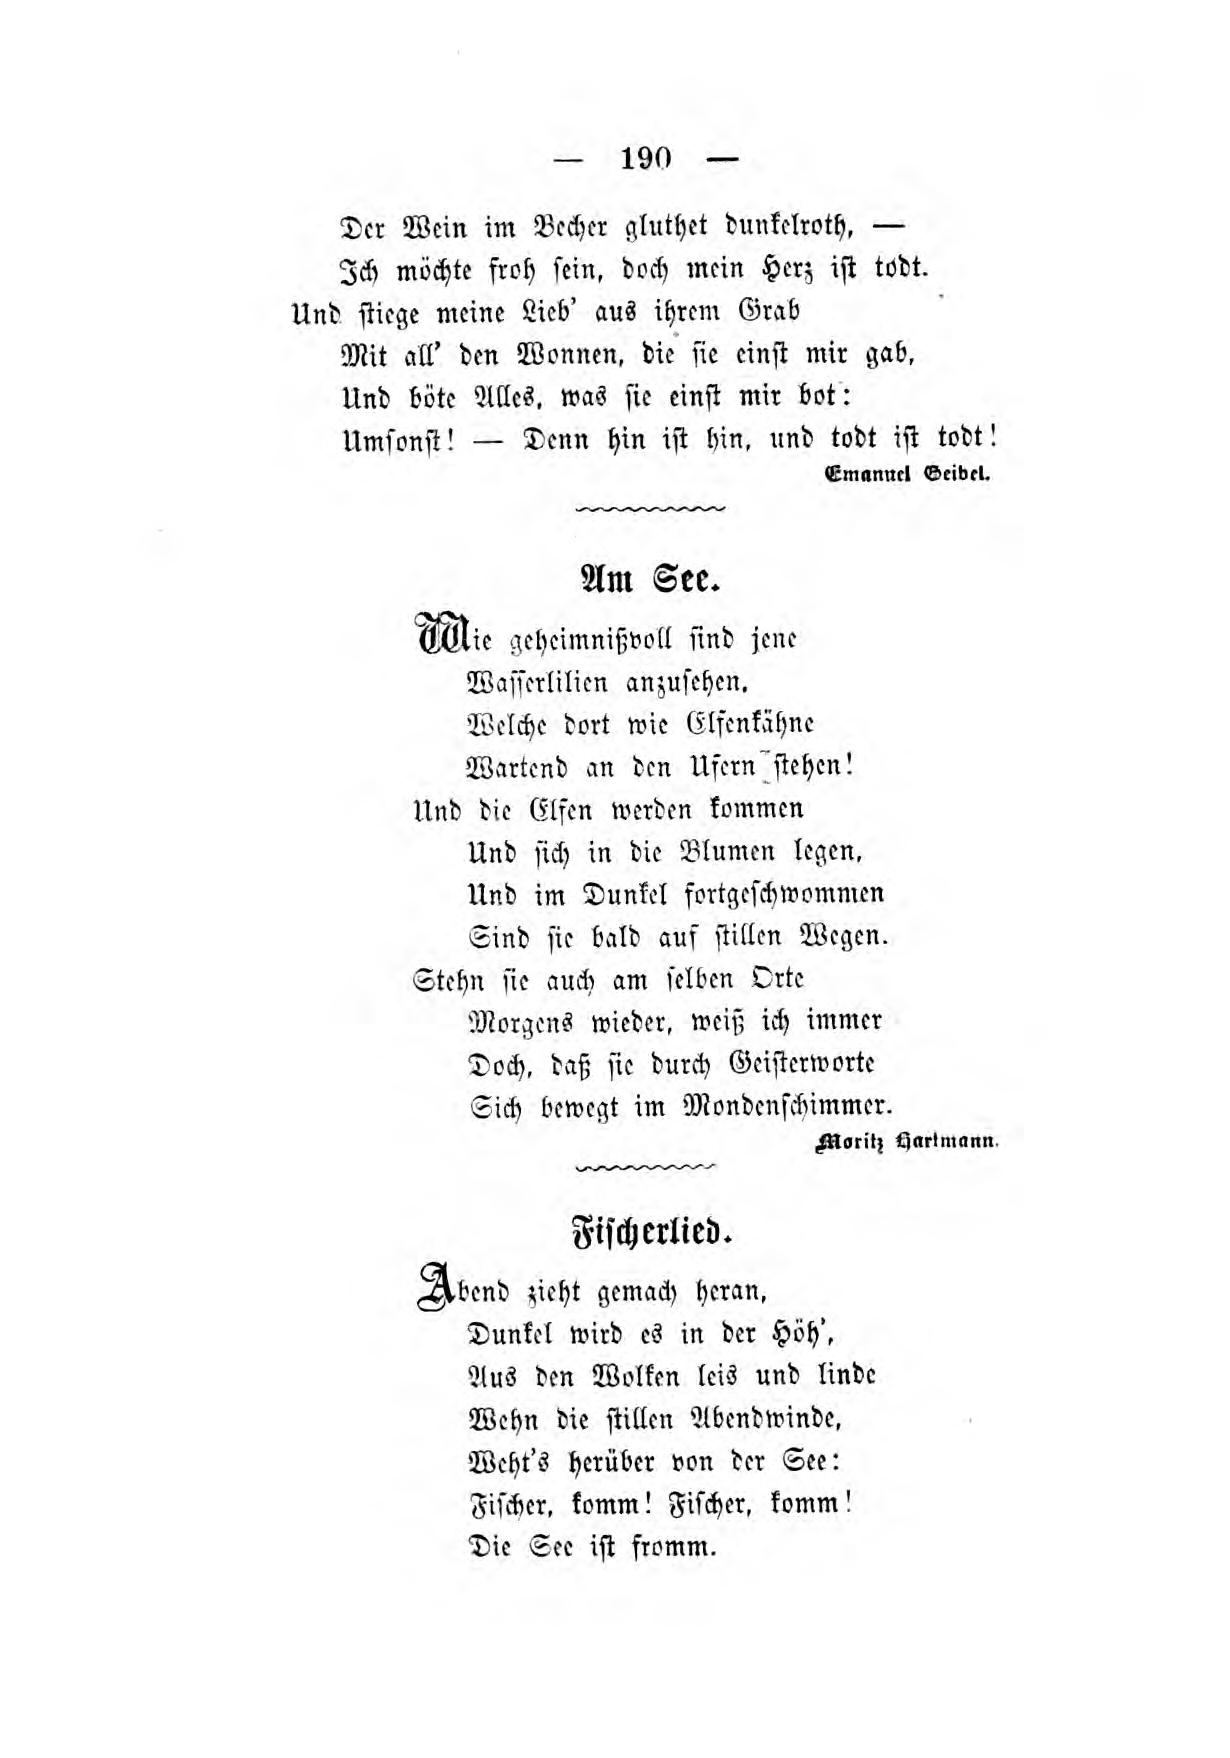 — 190 —
Der Wein im Becher gluthet dunkelroth, —
Ich möchte froh sein, doch mein Herz ist todt.
Und stiege meine Lieb' aus ihrem Grab
Mit all' den Wonnen, die sie einst mir gab,
Und böte Alles, was sie einst mir bot:
Umsonst! — Denn hin ist hin, und todt ist todt!
Emanuel Geibel.
Am See.
Wie geheimnißvoll sind jene
Wasserlilien anzusehen,
Welche dort wie Elfenkähne
Wartend an den Ufern stehen!
Und die Elfen werden kommen
Und sich in die Blumen legen,
Und im Dunkel fortgeschwommen
Sind sie bald auf stillen Wegen.
Stehn sie auch am selben Orte
Morgens wieder, weiß ich immer
Doch, daß sie durch Geisterworte
Sich bewegt im Mondenschimmer.
Moritz Hartmann.
Fischerlied.
Abend zieht gemach heran,
Dunkel wird es in der Höh',
Aus den Wolken leis und linde
Wehn die stillen Abendwinde,
Weht's herüber von der See:
Fischer, komm! Fischer, komm!
Die See ist fromm.